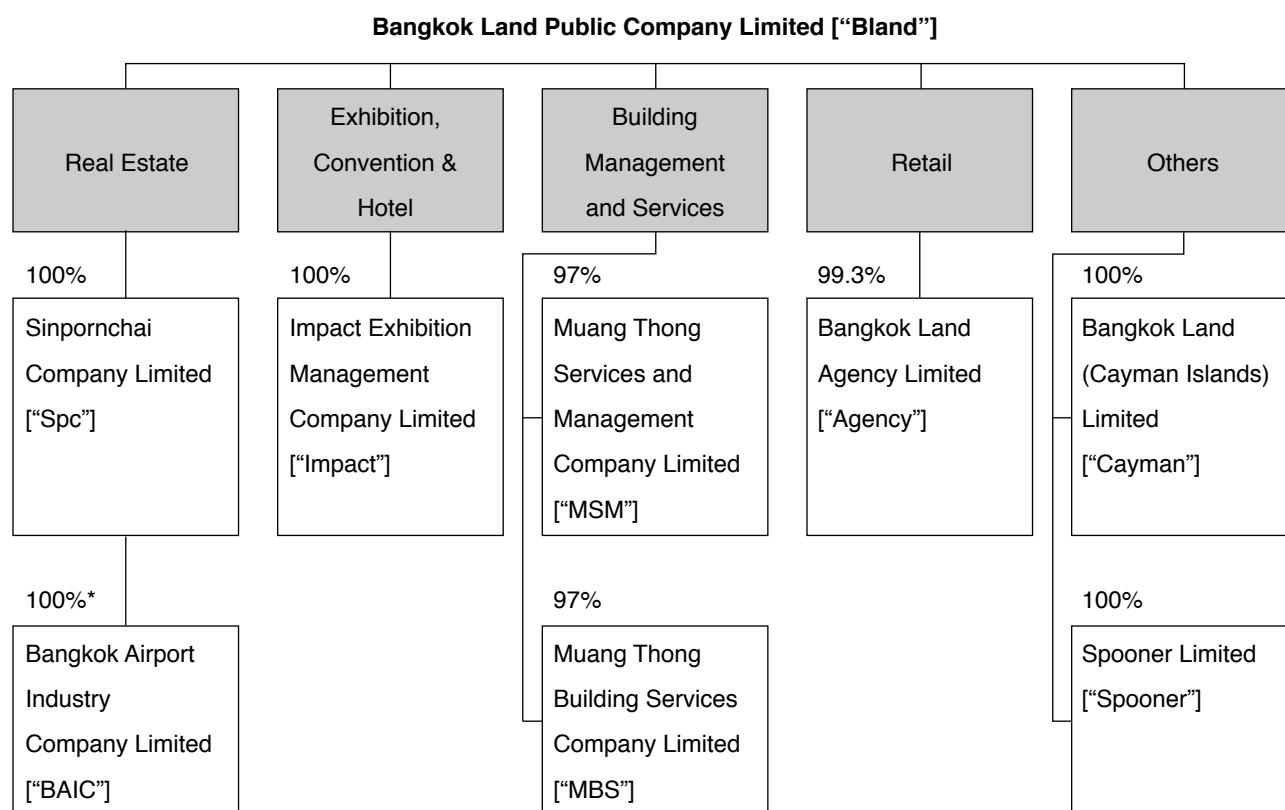 Bangkok Land Public Company Limited [“Bland”]
Real Estate
Exhibition,
Convention &
Hotel
Building
Management
and Services
Retail
Others
100%
Sinpornchai
Company Limited
[“Spc”]
100%
Impact Exhibition
Management
Company Limited
[“Impact”]
97%
Muang Thong
Services and
Management
Company Limited
[“MSM”]
99.3%
Bangkok Land
Agency Limited
[“Agency”]
100%
Bangkok Land
(Cayman Islands)
Limited
[“Cayman”]
100%*
Bangkok Airport
Industry
Company Limited
[“BAIC”]
97%
Muang Thong
Building Services
Company Limited
[“MBS”]
100%
Spooner Limited
[“Spooner”]